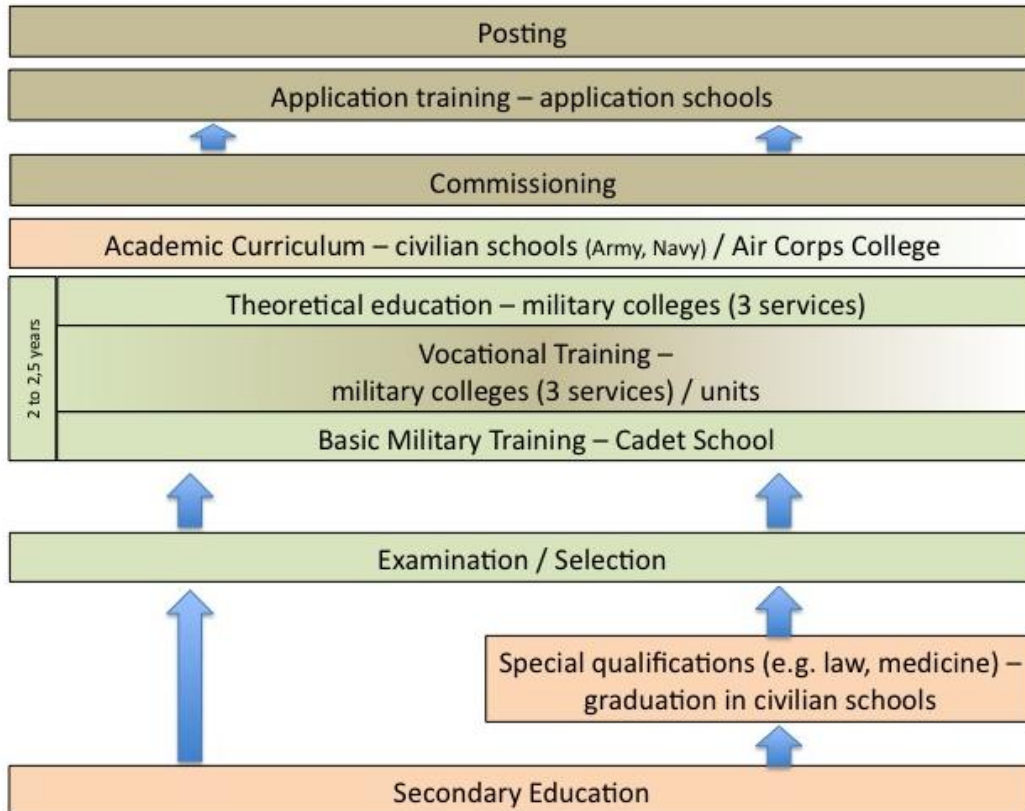 Posting
Application training – application schools
Commissioning
Academic Curriculum – civilian schools (Army, Navy) / Air Corps College
2 to 2,5 years
Theoretical education – military colleges (3 services)
Vocational Training –
military colleges (3 services) / units
Basic Military Training – Cadet School
Examination / Selection
Special qualifications (e.g. law, medicine) –
graduation in civilian schools
Secondary Education